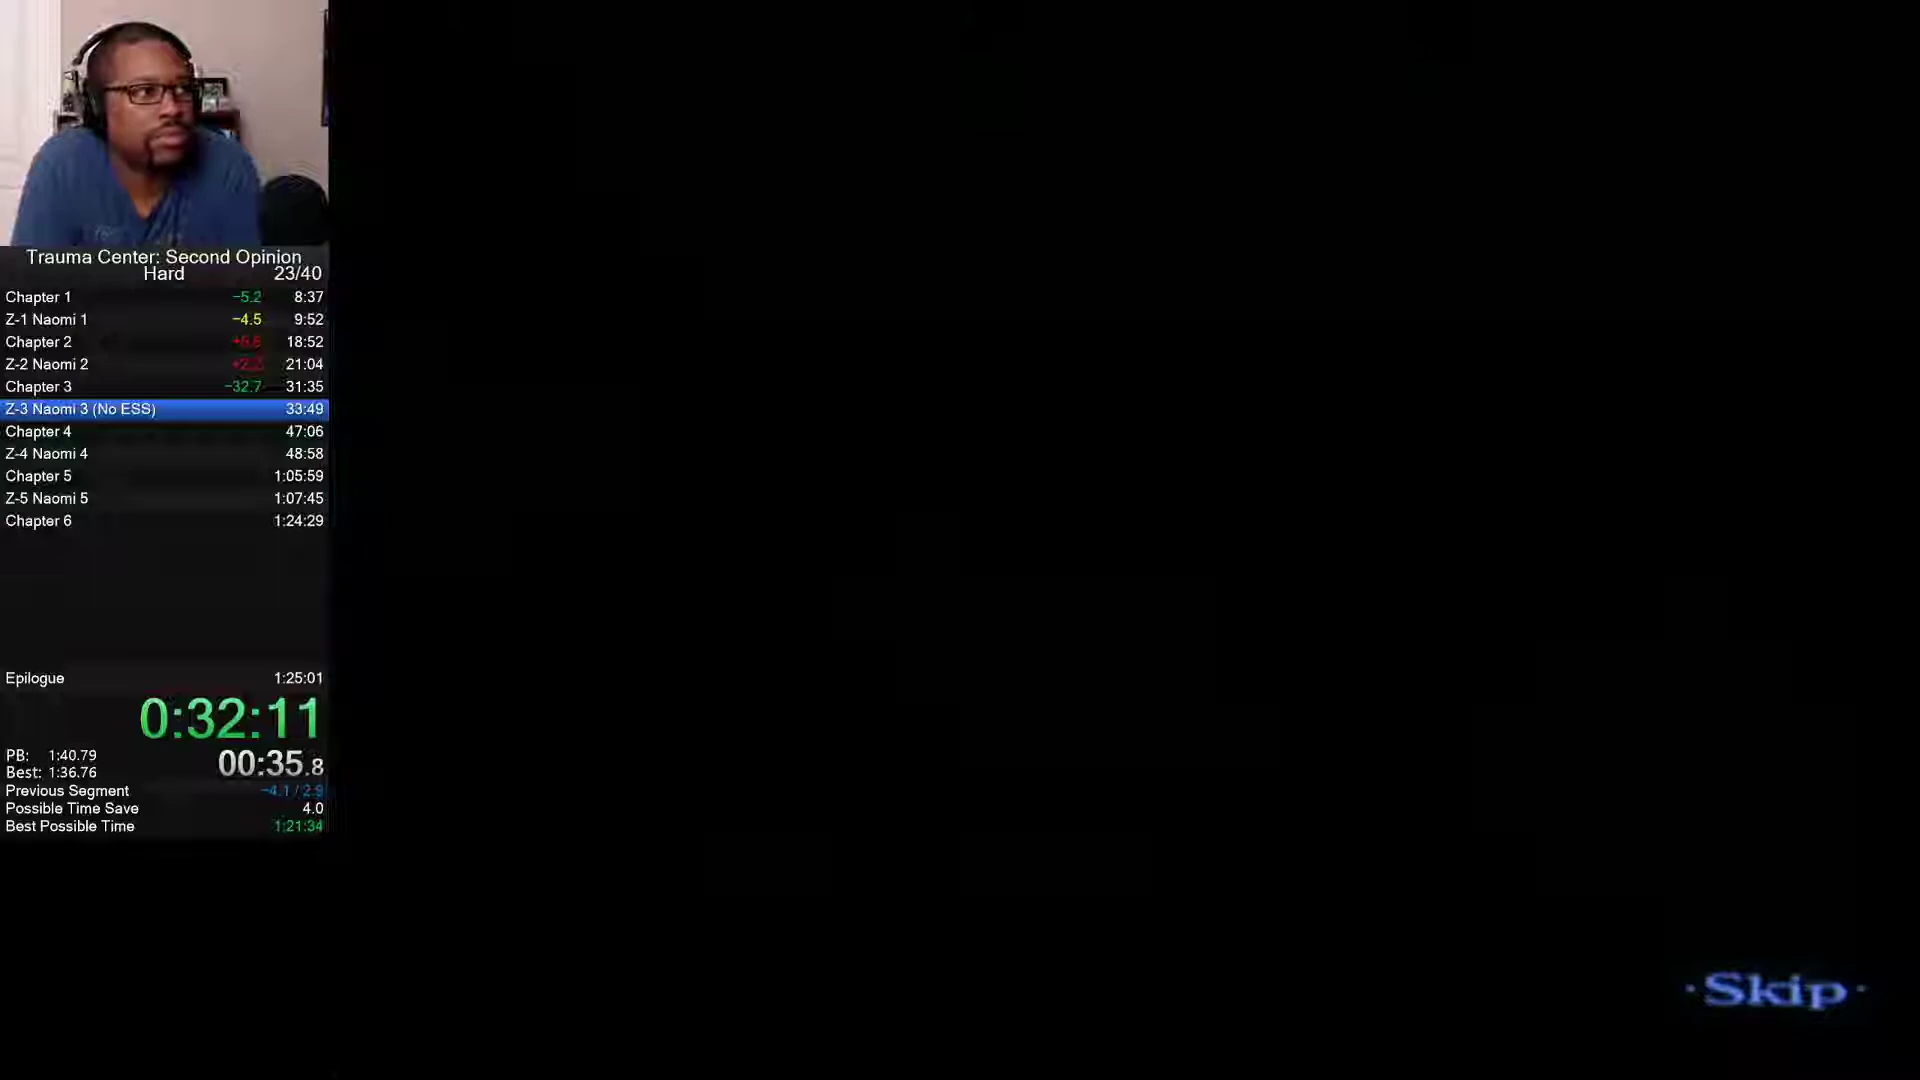 Trauma Center: Second Opinion
Hard 23/40
Chapter 1 −5.2 8:37
Z-1 Naomi 1 −4.5 9:52
Chapter 2 18:52
Z-2 Naomi 2 21:04
Chapter 3 −32.7 31:35
Z-3 Naomi 3 (No ESS) 33:49
Chapter 4 47:06
Z-4 Naomi 4 48:58
Chapter 5 1:05:59
Z-5 Naomi 5 1:07:45
Chapter 6 1:24:29
Epilogue 1:25:01
0:32:11
PB: 1:40.79 00:35.8
Best: 1:36.76
Previous Segment −4.1 / 2.9
Possible Time Save 4.0
Best Possible Time 1:21:34
·Skip·